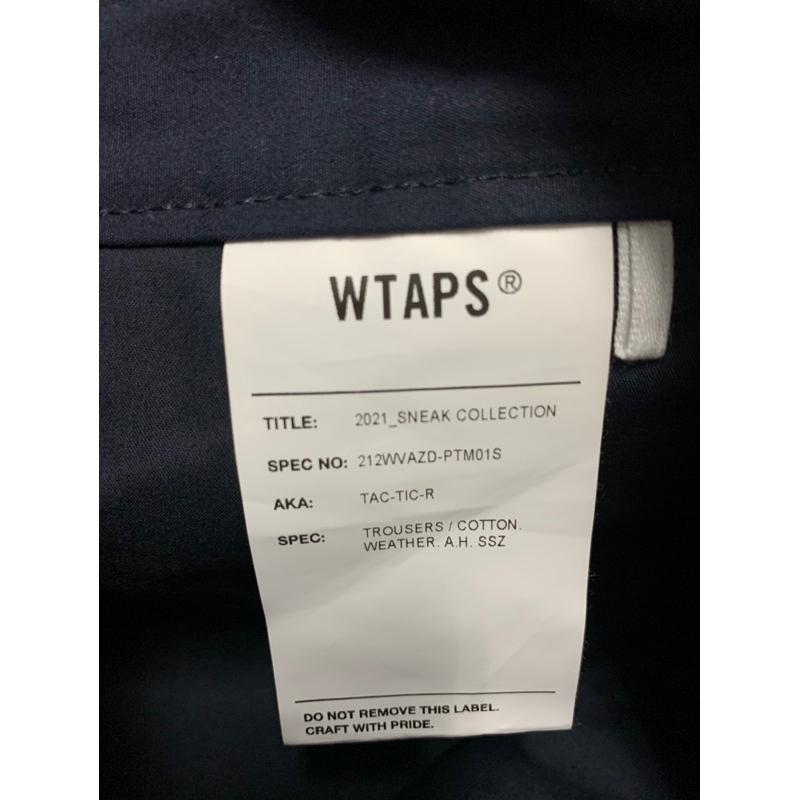 WTAPS®
TITLE: 2021_SNEAK COLLECTION
SPEC NO: 212WVAZD-PTM01S
AKA: TAC-TIC-R
SPEC: TROUSERS / COTTON.
WEATHER. A.H. SSZ
DO NOT REMOVE THIS LABEL.
CRAFT WITH PRIDE.